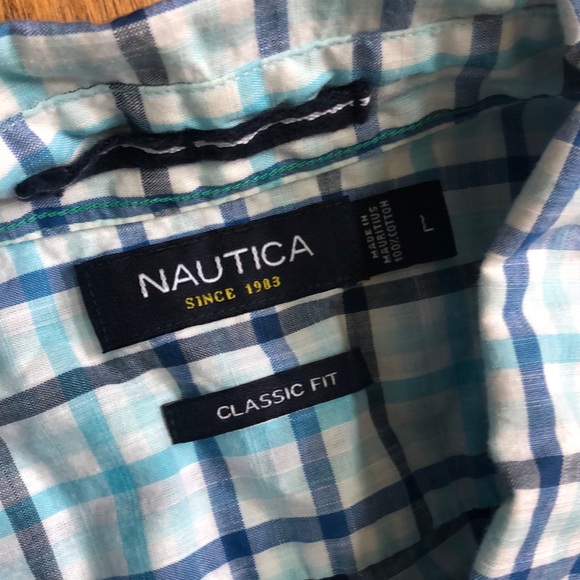 NAUTICA
SINCE 1983
MADE IN
MAURITIUS
100% COTTON
L
CLASSIC FIT